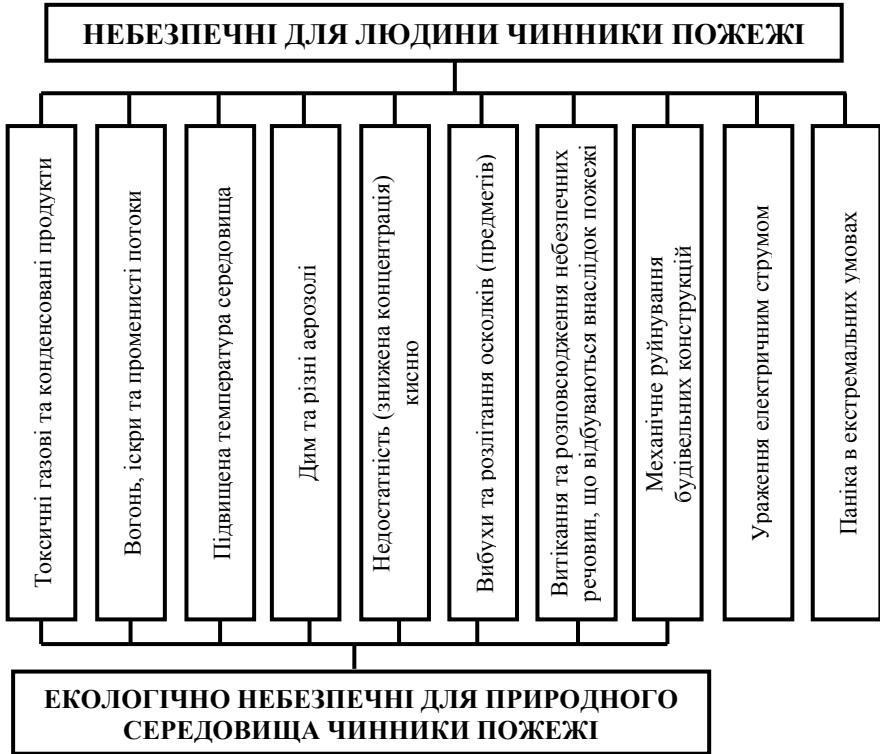 НЕБЕЗПЕЧНІ ДЛЯ ЛЮДИНИ ЧИННИКИ ПОЖЕЖІ
Токсичні газові та конденсовані продукти
Вогонь, іскри та променисті потоки
Підвищена температура середовища
Дим та різні аерозолі
Недостатність (знижена концентрація)
кисню
Вибухи та розлітання осколків (предметів)
Витікання та розповсюдження небезпечних
речовин, що відбуваються внаслідок пожежі
Механічне руйнування
будівельних конструкцій
Ураження електричним струмом
Паніка в екстремальних умовах
ЕКОЛОГІЧНО НЕБЕЗПЕЧНІ ДЛЯ ПРИРОДНОГО
СЕРЕДОВИЩА ЧИННИКИ ПОЖЕЖІ